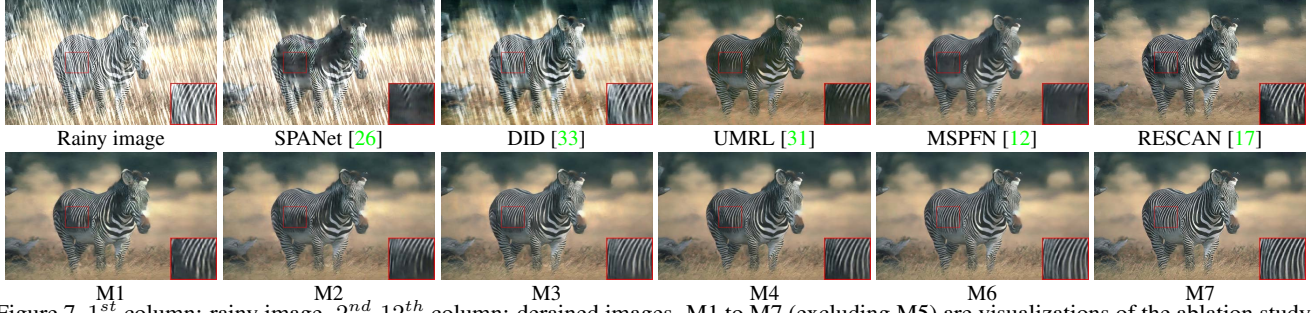 Rainy image SPANet [26] DID [33] UMRL [31] MSPFN [12] RESCAN [17]
M1 M2 M3 M4 M6 M7
Figure 7. 1st column: rainy image. 2nd-12th column: derained images. M1 to M7 (excluding M5) are visualizations of the ablation study